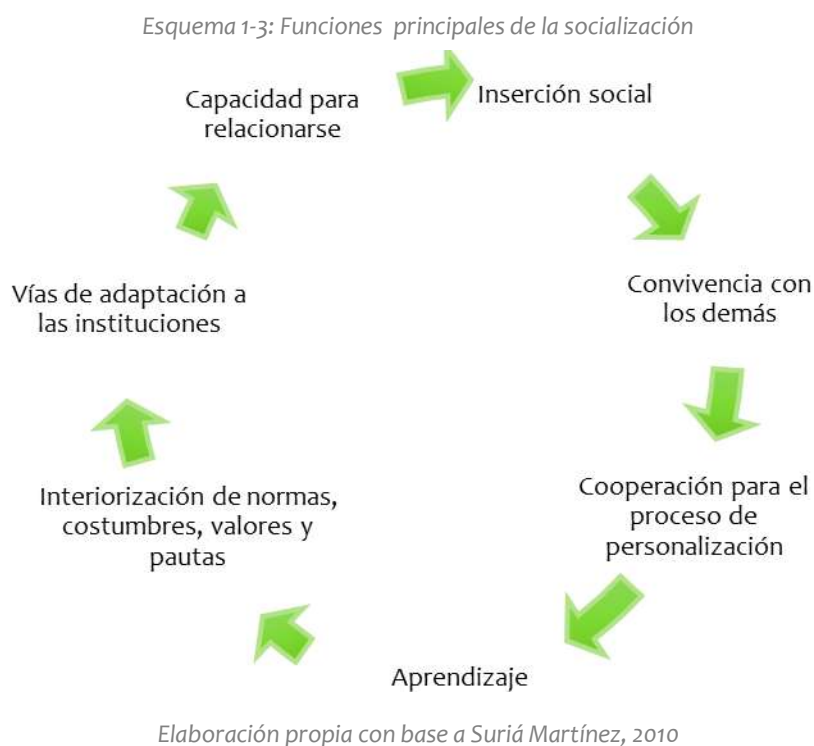 Esquema 1-3: Funciones principales de la socialización
Capacidad para
relacionarse
Inserción social
Convivencia con
los demás
Cooperación para el
proceso de
personalización
Aprendizaje
Interiorización de normas,
costumbres, valores y
pautas
Vías de adaptación a
las instituciones
Elaboración propia con base a Suriá Martínez, 2010